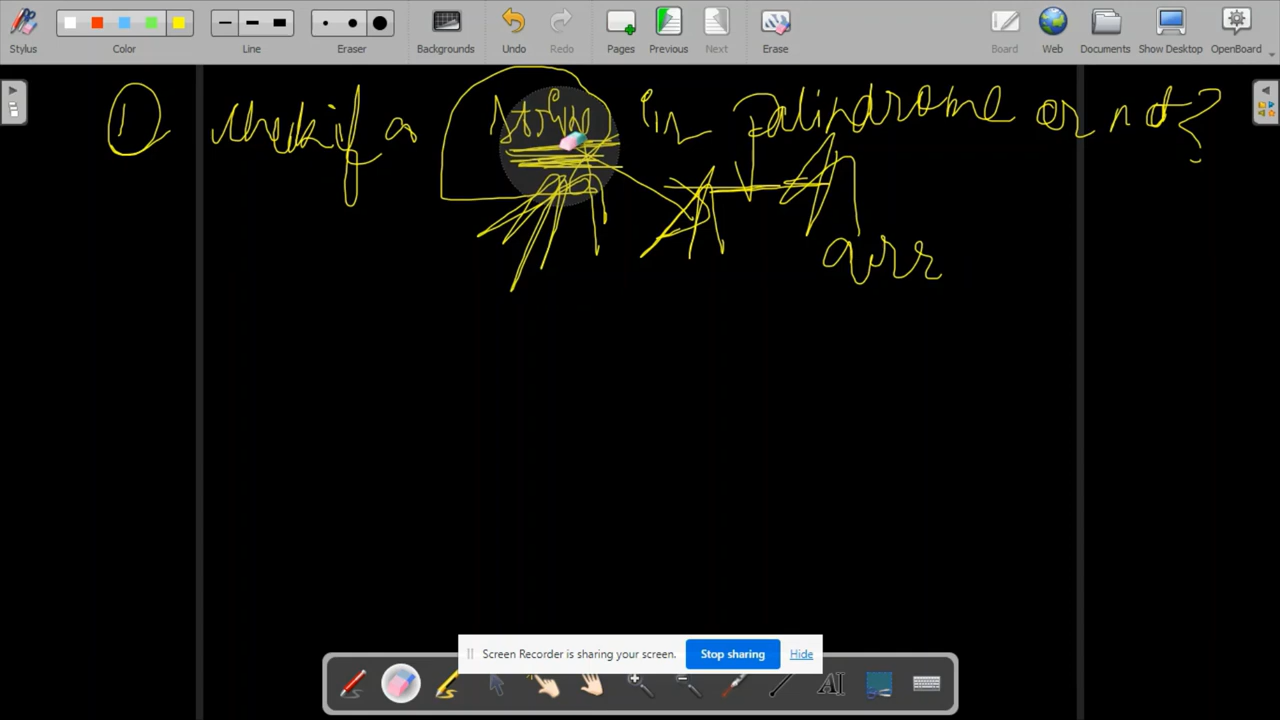 Stylus
Color
Line
Eraser
Backgrounds
Undo
Redo
Pages
Previous
Next
Erase
Board
Web
Documents
Show Desktop
OpenBoard
① Check if a string is palindrome or not?
arr
Screen Recorder is sharing your screen.
Stop sharing
Hide
AI